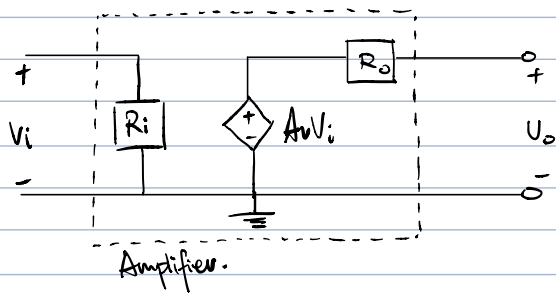 + Ri + AvVi Ro +
Vi - Uo
- -
Amplifier.